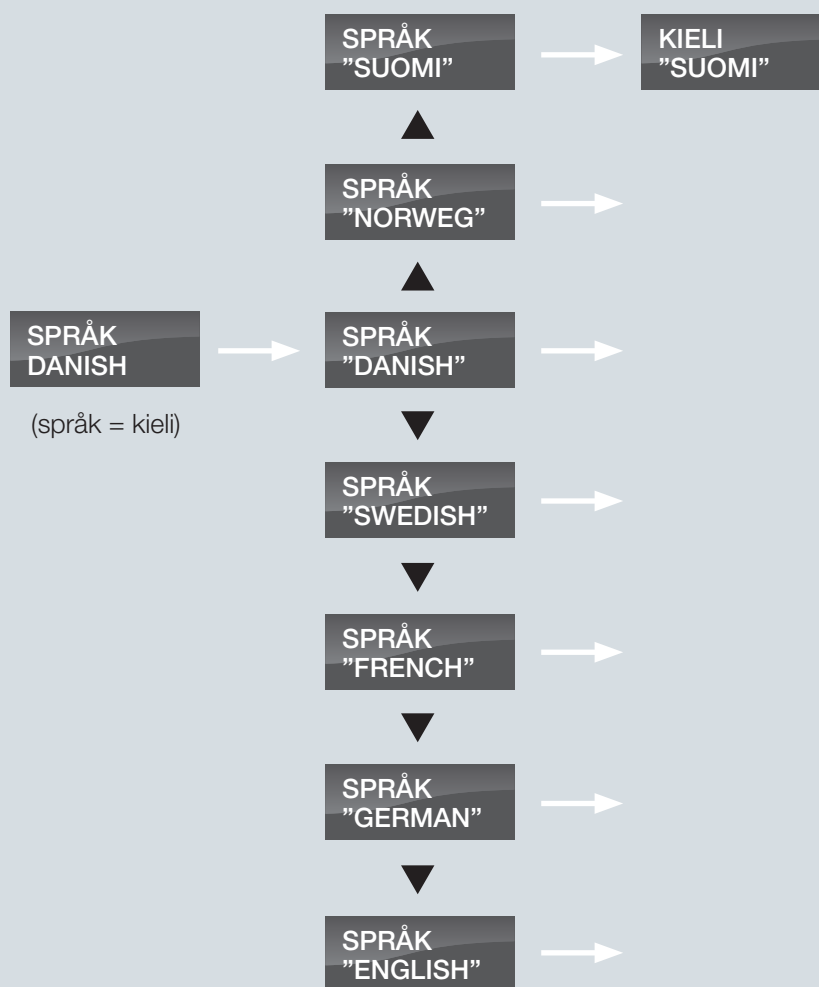 SPRÅK
”SUOMI”
KIELI
”SUOMI”
SPRÅK
”NORWEG”
SPRÅK
DANISH
(språk = kieli)
SPRÅK
”DANISH”
SPRÅK
”SWEDISH”
SPRÅK
”FRENCH”
SPRÅK
”GERMAN”
SPRÅK
”ENGLISH”